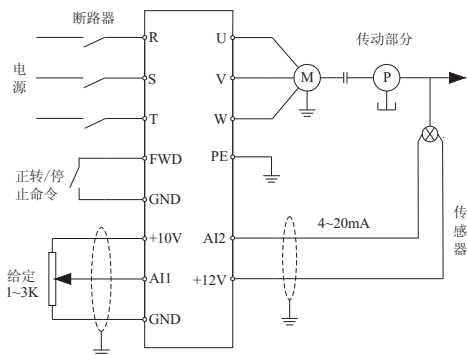 断路器
R
U
传动部分
电源
S
V
M
P
T
W
正转/停
止命令
FWD
PE
GND
4~20mA
传感器
+10V
AI2
给定
1~3K
AI1
+12V
GND